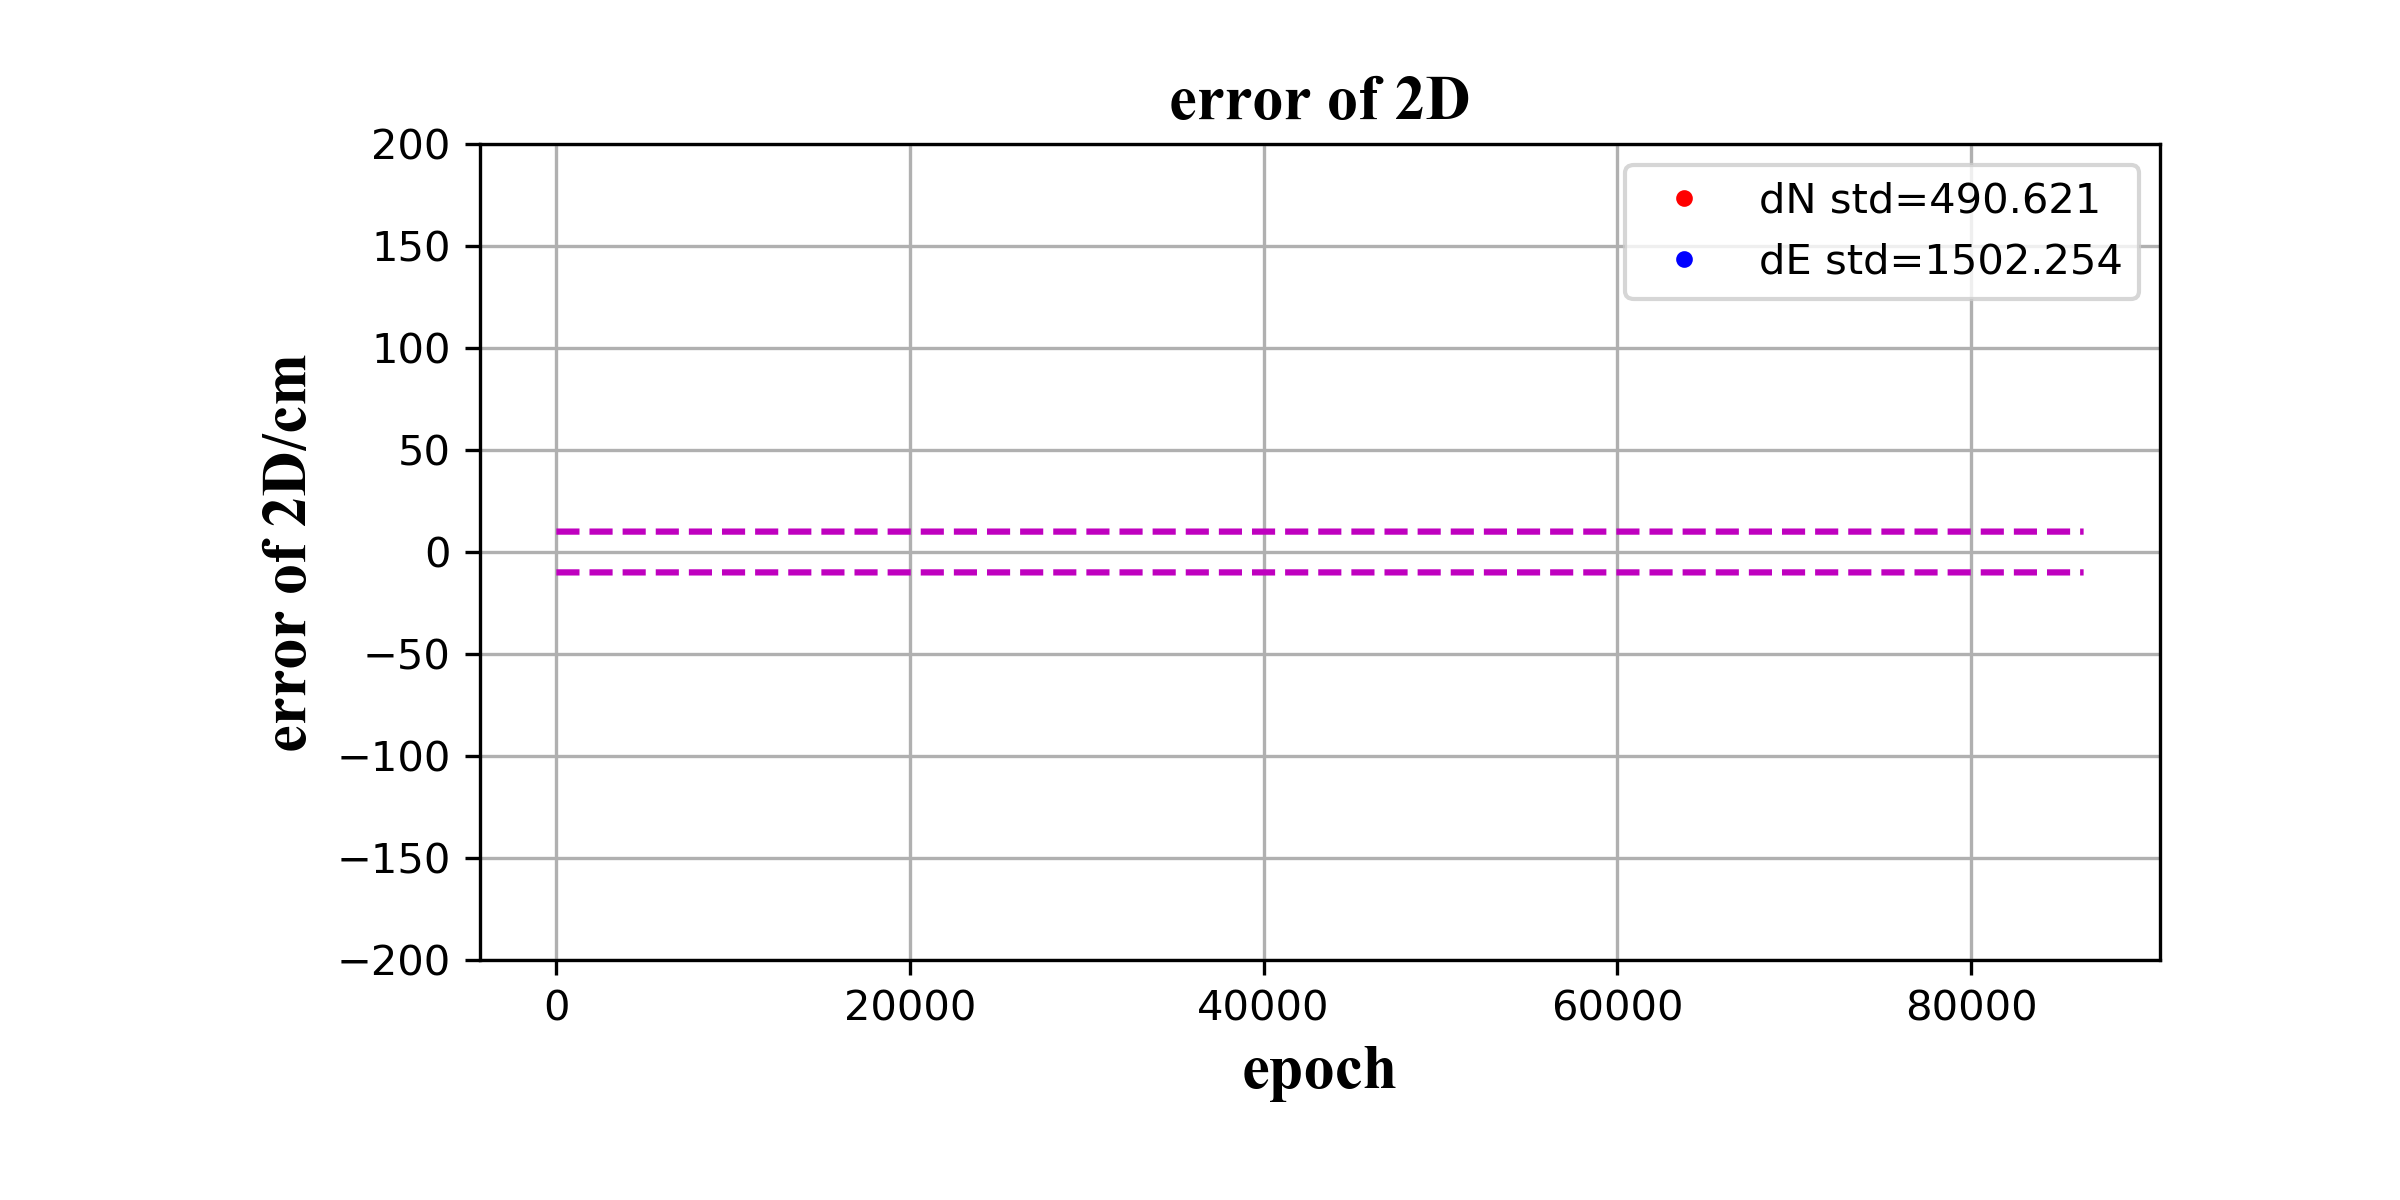 error of 2D
200
150
100
50
0
−50
−100
−150
−200
error of 2D/cm
dN std=490.621
dE std=1502.254
0 20000 40000 60000 80000
epoch